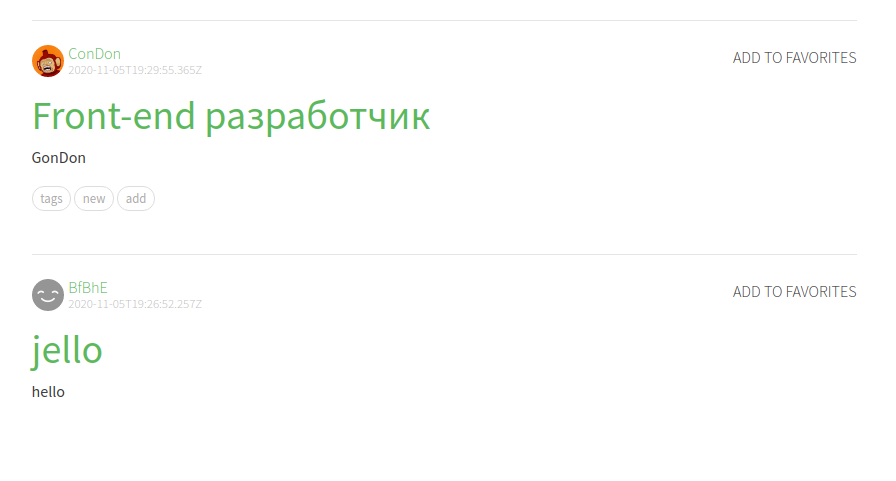 ConDon
2020-11-05T19:29:55.365Z
ADD TO FAVORITES
Front-end разработчик
GonDon
tags new add
BfBhE
2020-11-05T19:26:52.257Z
ADD TO FAVORITES
jello
hello